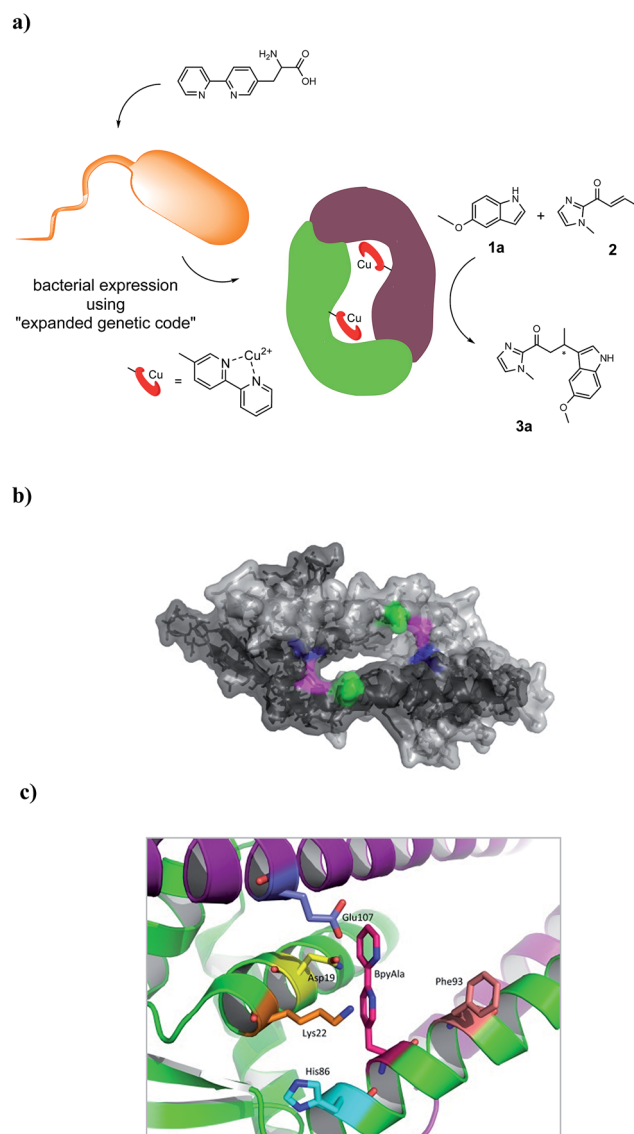 a)
H₂N
O
OH
N
N
bacterial expression
using
"expanded genetic code"
Cu
=
N
Cu²⁺
N
Cu
Cu
O
H
N
1a
+
N
N
O
2
N
N
O
*
NH
O
3a
b)
c)
Glu107
Asp19
BpyAla
Phe93
Lys22
His86